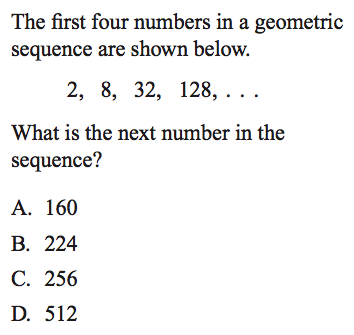 The first four numbers in a geometric
sequence are shown below.
2, 8, 32, 128, . . .
What is the next number in the
sequence?
A. 160
B. 224
C. 256
D. 512